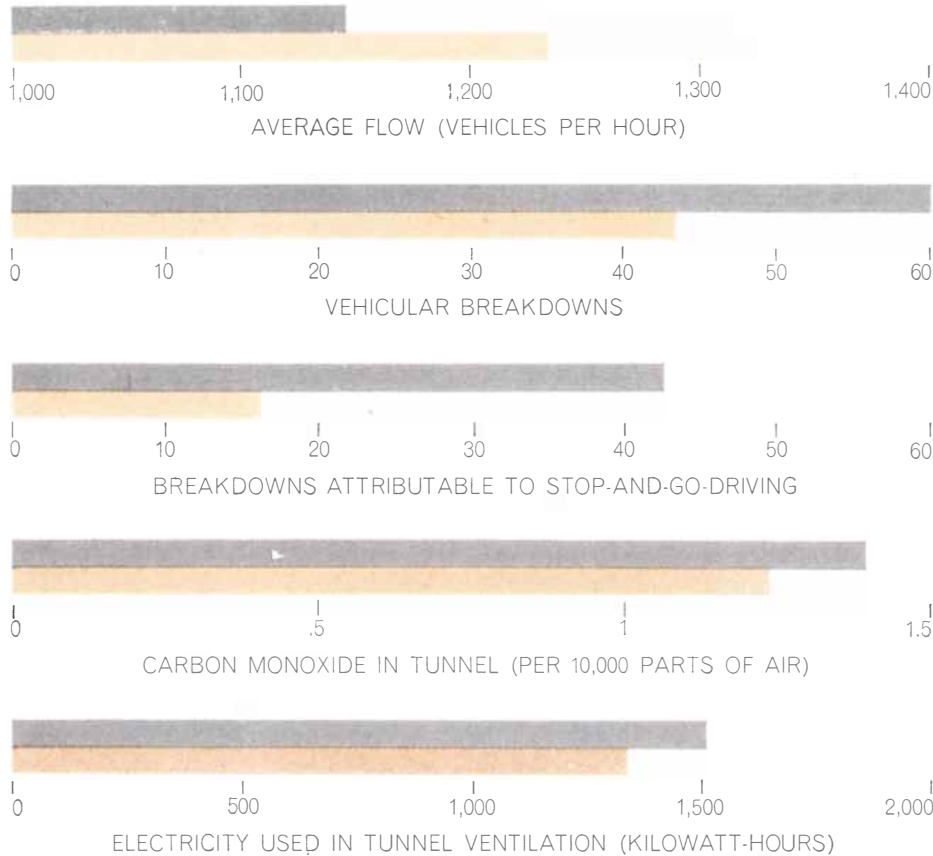 1,000 1,100 1,200 1,300 1,400
AVERAGE FLOW (VEHICLES PER HOUR)
0 10 20 30 40 50 60
VEHICULAR BREAKDOWNS
0 10 20 30 40 50 60
BREAKDOWNS ATTRIBUTABLE TO STOP-AND-GO-DRIVING
0 .5 1 1.5
CARBON MONOXIDE IN TUNNEL (PER 10,000 PARTS OF AIR)
0 500 1,000 1,500 2,000
ELECTRICITY USED IN TUNNEL VENTILATION (KILOWATT-HOURS)